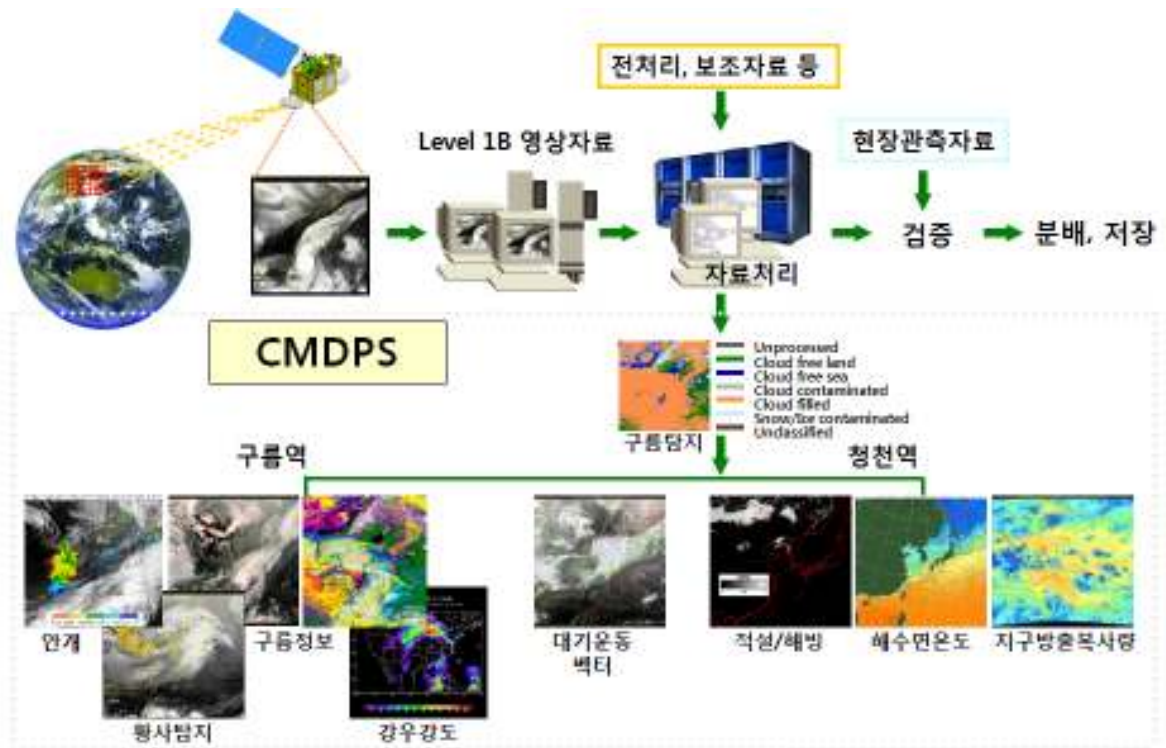 전처리, 보조자료 등
Level 1B 영상자료
현장관측자료
검증
분배, 저장
자료처리
CMDPS
Unprocessed
Cloud free land
Cloud free sea
Cloud contaminated
Cloud filled
Snow/Ice contaminated
Unclassified
구름탐지
구름역
청천역
안개
구름정보
대기운동
벡터
적설/해빙
해수면온도
지구방출복사량
황사탐지
강우강도